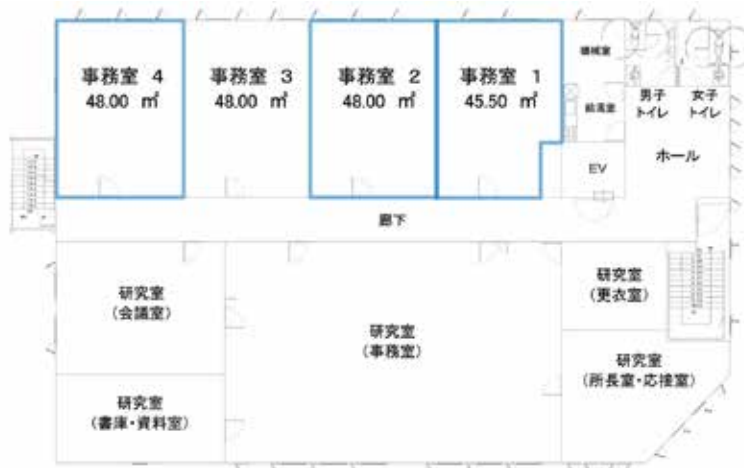 事務室 4
48.00 ㎡
事務室 3
48.00 ㎡
事務室 2
48.00 ㎡
事務室 1
45.50 ㎡
機械室
給湯室
EV
男子
トイレ
女子
トイレ
ホール
廊下
研究室
(会議室)
研究室
(事務室)
研究室
(更衣室)
研究室
(書庫・資料室)
研究室
(所長室・応接室)